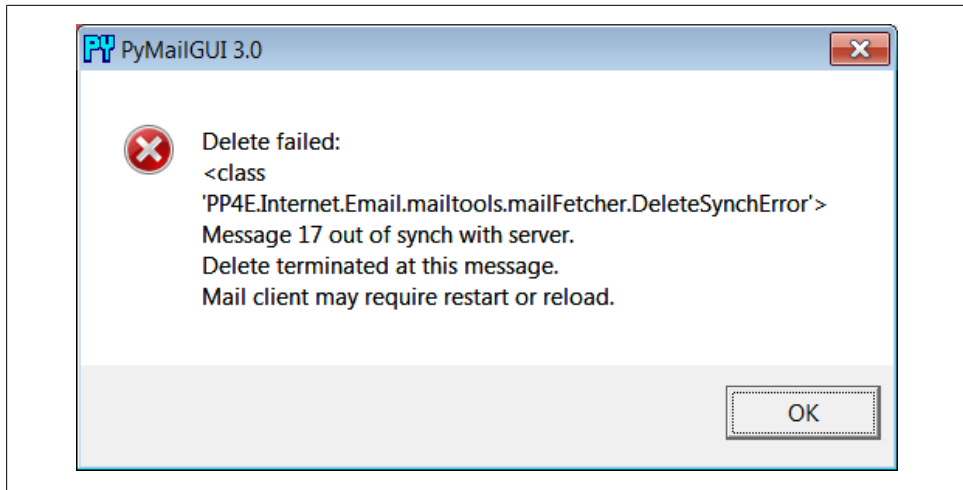 PY PyMailGUI 3.0
Delete failed:
<class
'PP4E.Internet.Email.mailtools.mailFetcher.DeleteSynchError'>
Message 17 out of synch with server.
Delete terminated at this message.
Mail client may require restart or reload.
OK